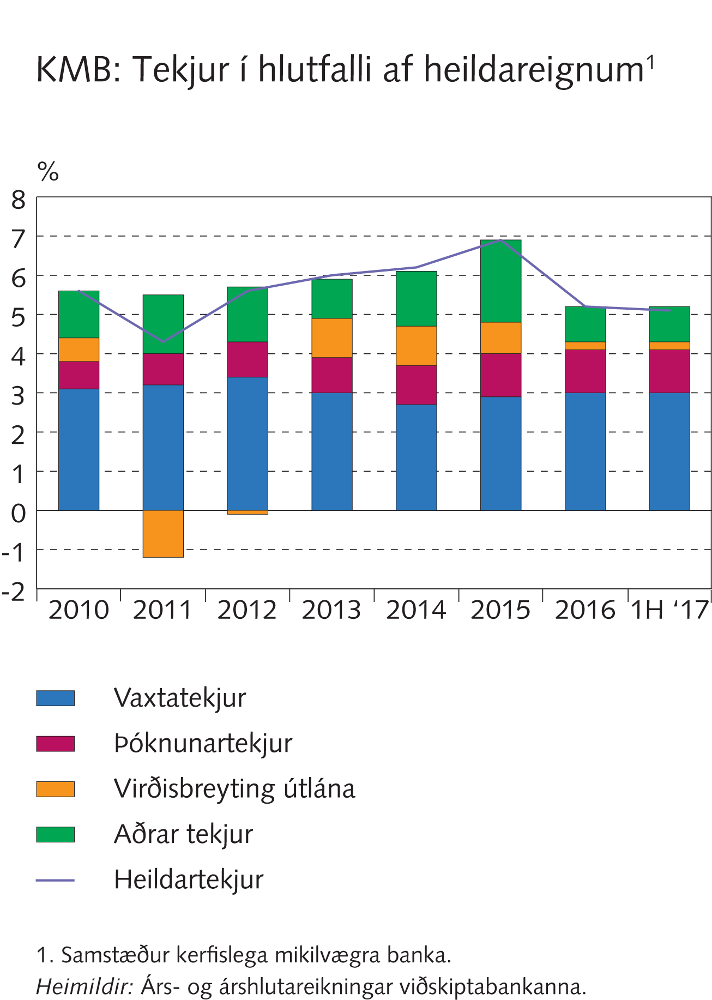 KMB: Tekjur í hlutfalli af heildareignum¹
%
8
7
6
5
4
3
2
1
0
-1
-2
2010 2011 2012 2013 2014 2015 2016 1H ‘17
Vaxtatekjur
Þóknunartekjur
Virðisbreyting útlána
Aðrar tekjur
Heildartekjur
1. Samstæður kerfislega mikilvægra banka.
Heimildir: Árs- og árshlutareikningar viðskiptabankanna.